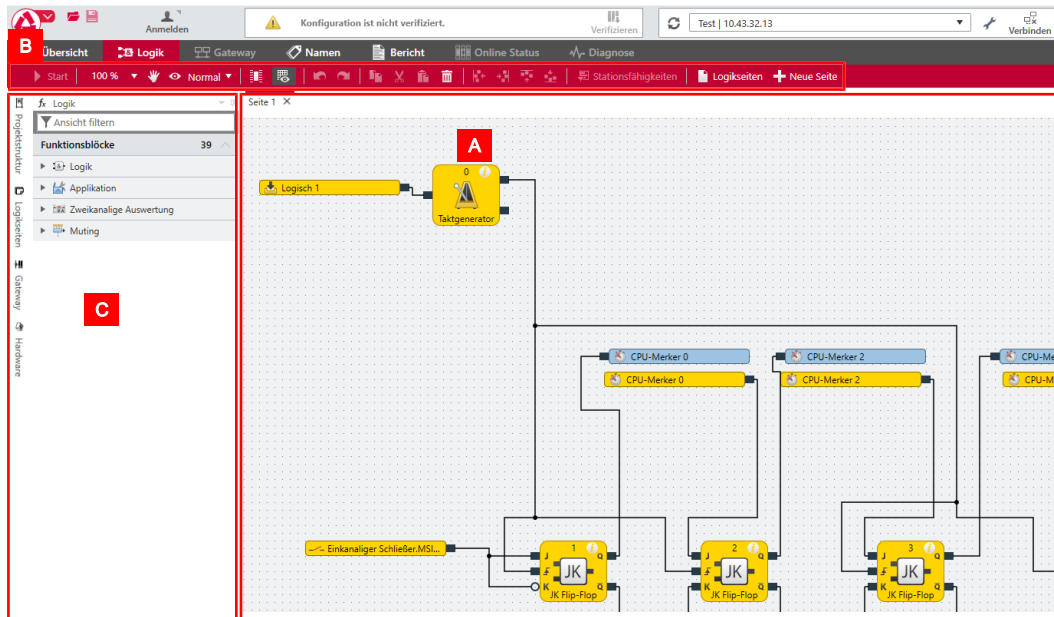 Anmelden
Konfiguration ist nicht verifiziert.
Verifizieren
Test | 10.43.32.13
Verbinden
B
Übersicht
Logik
Gateway
Namen
Bericht
Online Status
Diagnose
Start
100 %
Normal
Stationsfähigkeiten
Logikseiten
Neue Seite
Projektstruktur
Logikseiten
Gateway
Hardware
fx Logik
Ansicht filtern
Funktionsblöcke 39
Logik
Applikation
Zweikanalige Auswertung
Muting
C
Seite 1
A
Logisch 1
0
Taktgenerator
CPU-Merker 0
CPU-Merker 2
CPU-Me
CPU-Merker 0
CPU-Merker 2
CPU-M
Einkanaliger Schließer.MSI...
1
J Q
JK
K Q
JK Flip-Flop
2
J Q
JK
K Q
JK Flip-Flop
3
J Q
JK
K Q
JK Flip-Flop